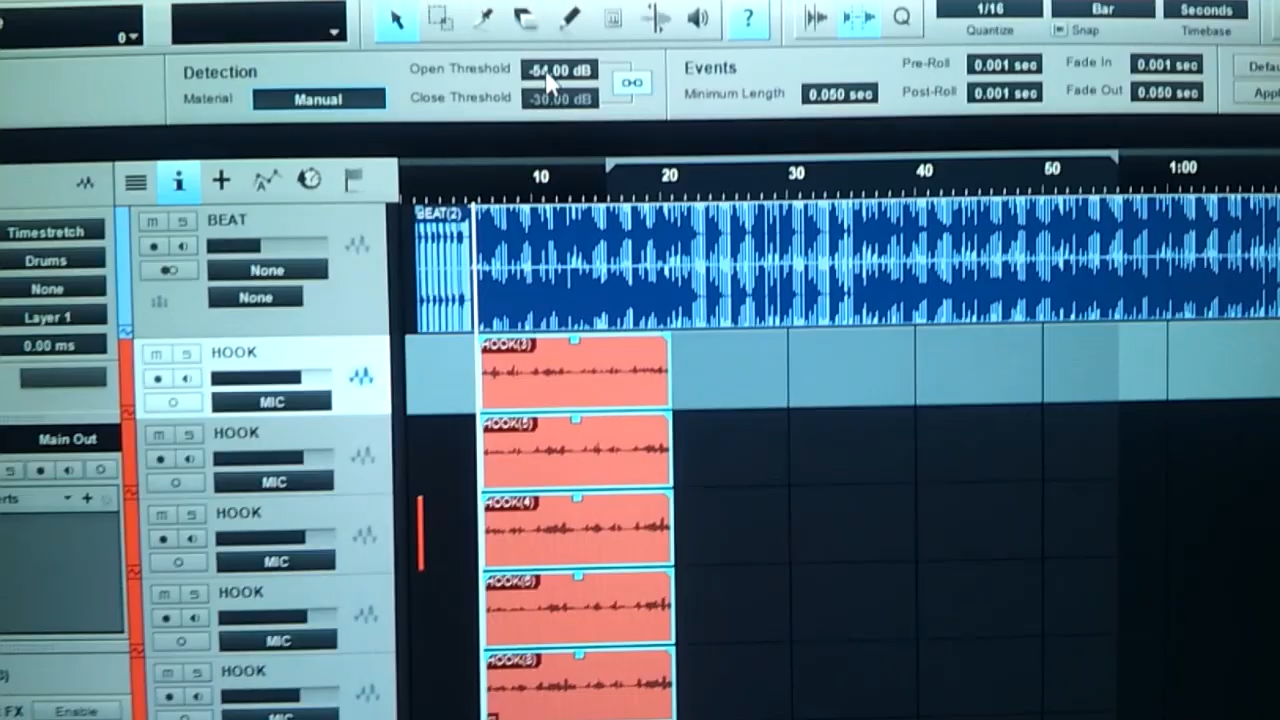 0
1/16
Bar
Seconds
Quantize
Snap
Timebase
Detection
Material
Manual
Open Threshold
-54.00 dB
Close Threshold
-30.00 dB
Events
Minimum Length
0.050 sec
Pre-Roll
0.001 sec
Post-Roll
0.001 sec
Fade In
0.001 sec
Fade Out
0.050 sec
10
20
30
40
50
1:00
Timestretch
Drums
None
Layer 1
0.00 ms
Main Out
Enable
FX
m S
BEAT
None
None
BEAT(2)
m S
HOOK
MIC
HOOK(3)
m S
HOOK
MIC
HOOK(5)
m S
HOOK
MIC
HOOK(4)
m S
HOOK
MIC
HOOK(6)
m S
HOOK
MIC